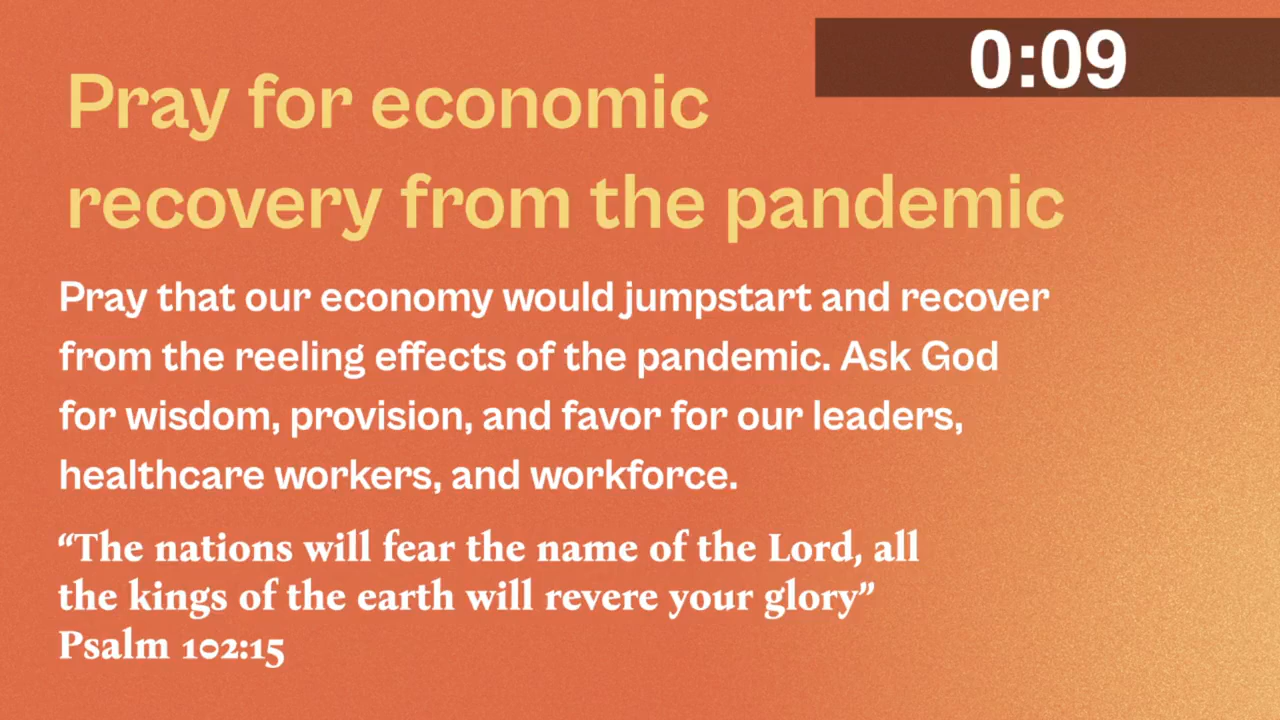 0:09
Pray for economic
recovery from the pandemic
Pray that our economy would jumpstart and recover
from the reeling effects of the pandemic. Ask God
for wisdom, provision, and favor for our leaders,
healthcare workers, and workforce.
“The nations will fear the name of the Lord, all
the kings of the earth will revere your glory”
Psalm 102:15